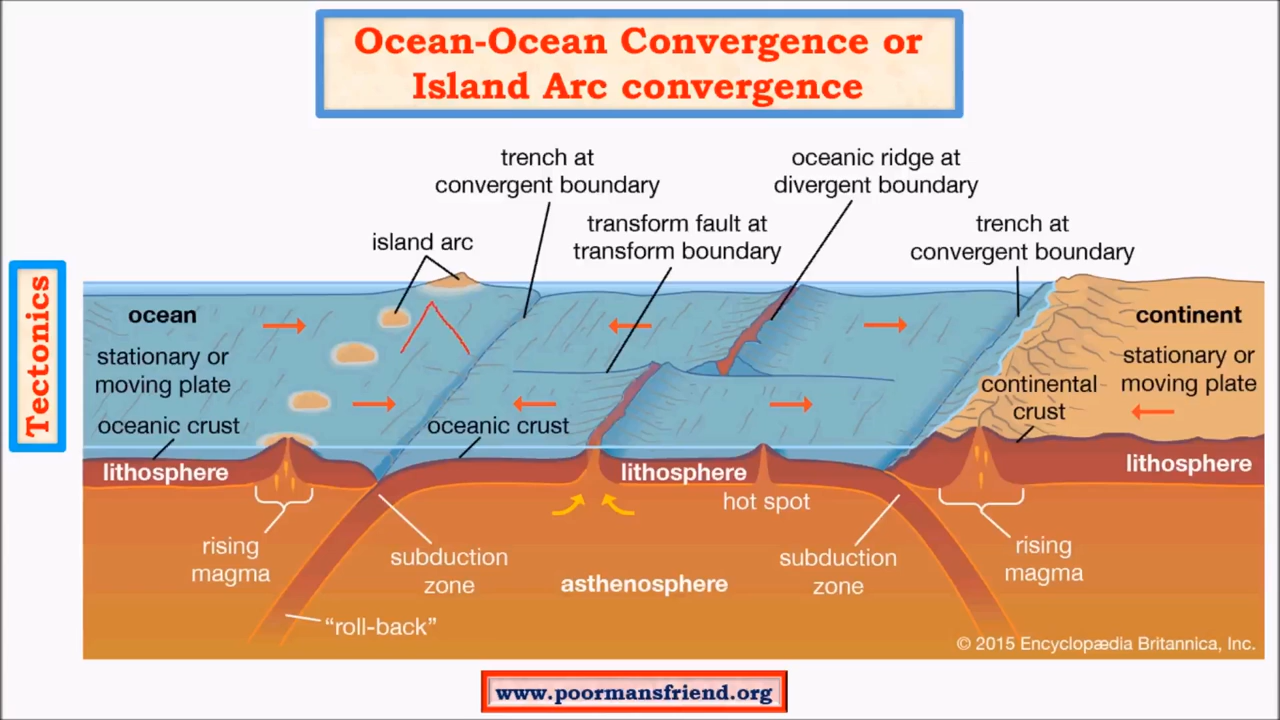 Ocean-Ocean Convergence or
Island Arc convergence
Tectonics
trench at
convergent boundary
oceanic ridge at
divergent boundary
island arc
transform fault at
transform boundary
trench at
convergent boundary
ocean
stationary or
moving plate
oceanic crust
oceanic crust
continent
stationary or
moving plate
continental
crust
lithosphere
lithosphere
lithosphere
hot spot
rising
magma
subduction
zone
asthenosphere
subduction
zone
rising
magma
“roll-back”
© 2015 Encyclopædia Britannica, Inc.
www.poormansfriend.org